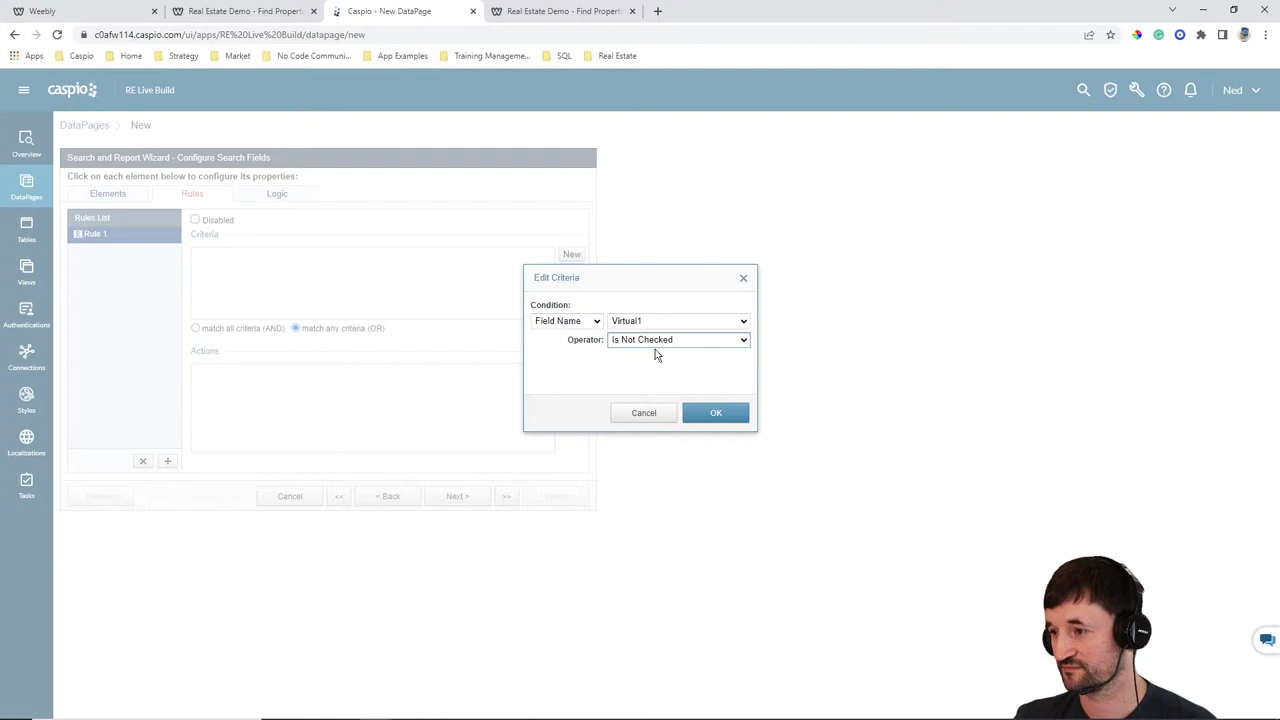 Weebly
Real Estate Demo - Find Properti
Caspio - New DataPage
Real Estate Demo - Find Properti
c0afw114.caspio.com/ui/apps/RE%20Live%20Build/datapage/new
Apps
Caspio
Home
Strategy
Market
No Code Communi...
App Examples
Training Manageme...
SQL
Real Estate
caspio
RE Live Build
Ned
DataPages
New
Overview
DataPages
Tables
Views
Authentications
Connections
Styles
Localizations
Tasks
Search and Report Wizard - Configure Search Fields
Click on each element below to configure its properties:
Elements
Rules
Logic
Rules List
Rule 1
Disabled
Criteria
New
match all criteria (AND)
match any criteria (OR)
Actions
Cancel
<<
< Back
Next >
>>
Edit Criteria
Condition:
Field Name
Virtual1
Operator:
Is Not Checked
Cancel
OK